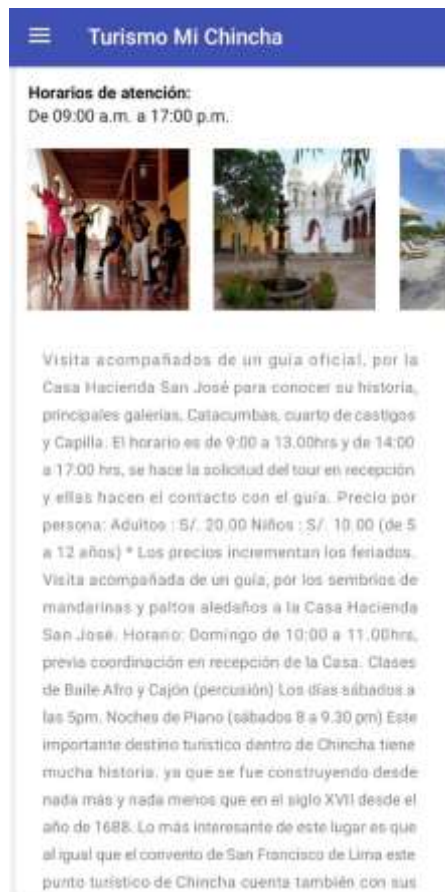 Turismo Mi Chincha
Horarios de atención:
De 09:00 a.m. a 17:00 p.m.
Visita acompañados de un guía oficial, por la
Casa Hacienda San José para conocer su historia,
principales galerías, Catacumbas, cuarto de castigos
y Capilla. El horario es de 9:00 a 13.00hrs y de 14:00
a 17:00 hrs, se hace la solicitud del tour en recepción
y ellas hacen el contacto con el guía. Precio por
persona: Adultos : S/. 20.00 Niños : S/. 10.00 (de 5
a 12 años) * Los precios incrementan los feriados.
Visita acompañada de un guía, por los sembríos de
mandarinas y paltos aledaños a la Casa Hacienda
San José. Horario: Domingo de 10:00 a 11.00hrs,
previa coordinación en recepción de la Casa. Clases
de Baile Afro y Cajón (percusión) Los días sábados a
las 5pm. Noches de Piano (sábados 8 a 9.30 pm) Este
importante destino turístico dentro de Chincha tiene
mucha historia, ya que se fue construyendo desde
nada más y nada menos que en el siglo XVII desde el
año de 1688. Lo más interesante de este lugar es que
al igual que el convento de San Francisco de Lima este
punto turístico de Chincha cuenta también con sus